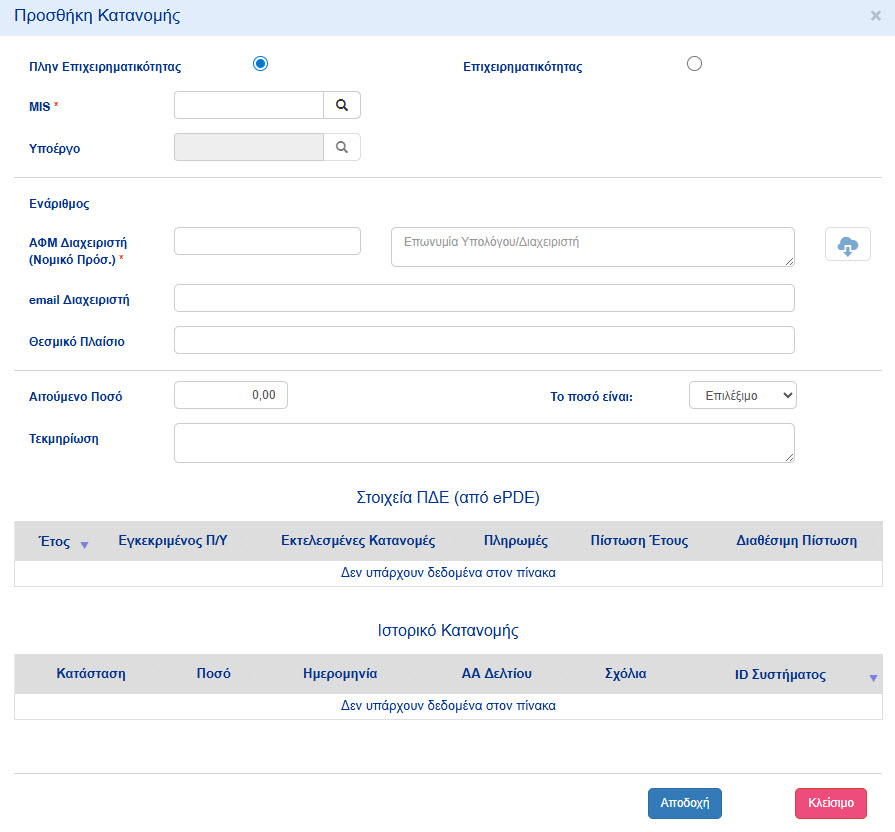 Προσθήκη Κατανομής ×
Πλην Επιχειρηματικότητας Επιχειρηματικότητας
MIS *
Υποέργο
Ενάριθμος
ΑΦΜ Διαχειριστή
(Νομικό Πρόσ.) * Επωνυμία Υπολόγου/Διαχειριστή
email Διαχειριστή
Θεσμικό Πλαίσιο
Αιτούμενο Ποσό 0,00 Το ποσό είναι: Επιλέξιμο
Τεκμηρίωση
Στοιχεία ΠΔΕ (από ePDE)
Έτος Εγκεκριμένος Π/Υ Εκτελεσμένες Κατανομές Πληρωμές Πίστωση Έτους Διαθέσιμη Πίστωση
Δεν υπάρχουν δεδομένα στον πίνακα
Ιστορικό Κατανομής
Κατάσταση Ποσό Ημερομηνία ΑΑ Δελτίου Σχόλια ID Συστήματος
Δεν υπάρχουν δεδομένα στον πίνακα
Αποδοχή Κλείσιμο